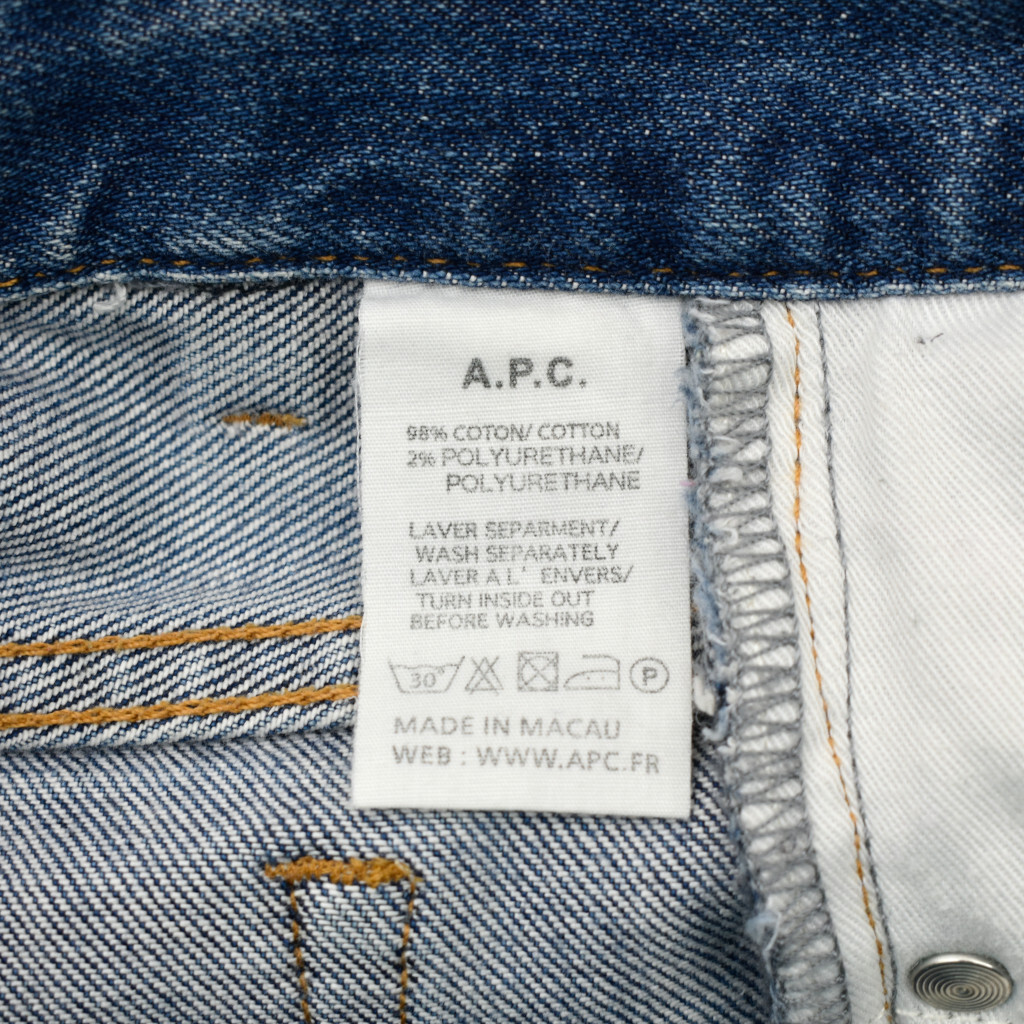 A.P.C.
98% COTON/ COTTON
2% POLYURETHANE/
POLYURETHANE
LAVER SEPARMENT/
WASH SEPARATELY
LAVER A L' ENVERS/
TURN INSIDE OUT
BEFORE WASHING
30° P
MADE IN MACAU
WEB : WWW.APC.FR